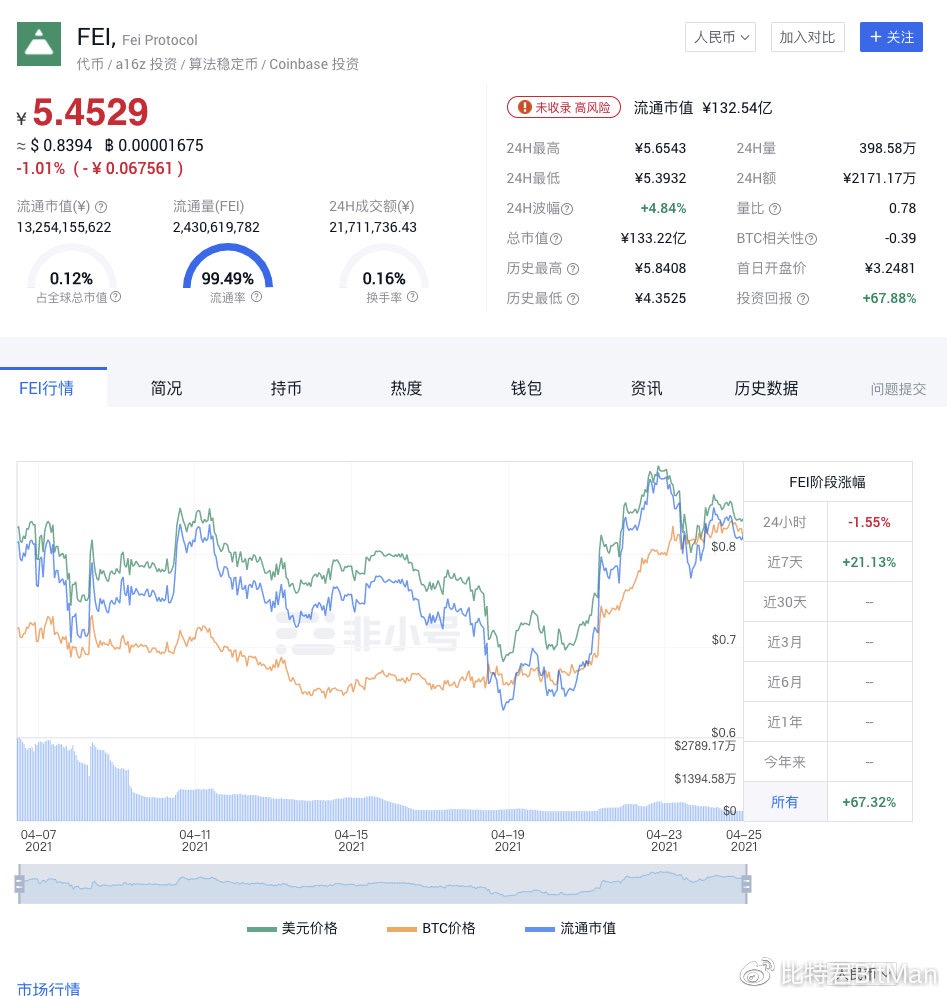 FEI, Fei Protocol
代币 / a16z 投资 / 算法稳定币 / Coinbase 投资
人民币
加入对比
+ 关注
¥ 5.4529
≈ $ 0.8394 ฿ 0.00001675
-1.01% ( - ¥ 0.067561 )
流通市值(¥) ?
流通量(FEI)
24H成交额(¥)
13,254,155,622
2,430,619,782
21,711,736.43
0.12%
占全球总市值 ?
99.49%
流通率 ?
0.16%
换手率 ?
! 未收录 高风险 流通市值 ¥132.54亿
24H最高 ¥5.6543 24H量 398.58万
24H最低 ¥5.3932 24H额 ¥2171.17万
24H波幅? +4.84% 量比 ? 0.78
总市值? ¥133.22亿 BTC相关性? -0.39
历史最高 ? ¥5.8408 首日开盘价 ¥3.2481
历史最低 ? ¥4.3525 投资回报 ? +67.88%
FEI行情 简况 持币 热度 钱包 资讯 历史数据 问题提交
非小号
$0.8
$0.7
$0.6
$2789.17万
$1394.58万
$0
04–07 04–11 04–15 04–19 04–23 04–25
2021 2021 2021 2021 2021 2021
FEI阶段涨幅
24小时 -1.55%
近7天 +21.13%
近30天 --
近3月 --
近6月 --
近1年 --
今年来 --
所有 +67.32%
美元价格 BTC价格 流通市值
市场行情
人民币